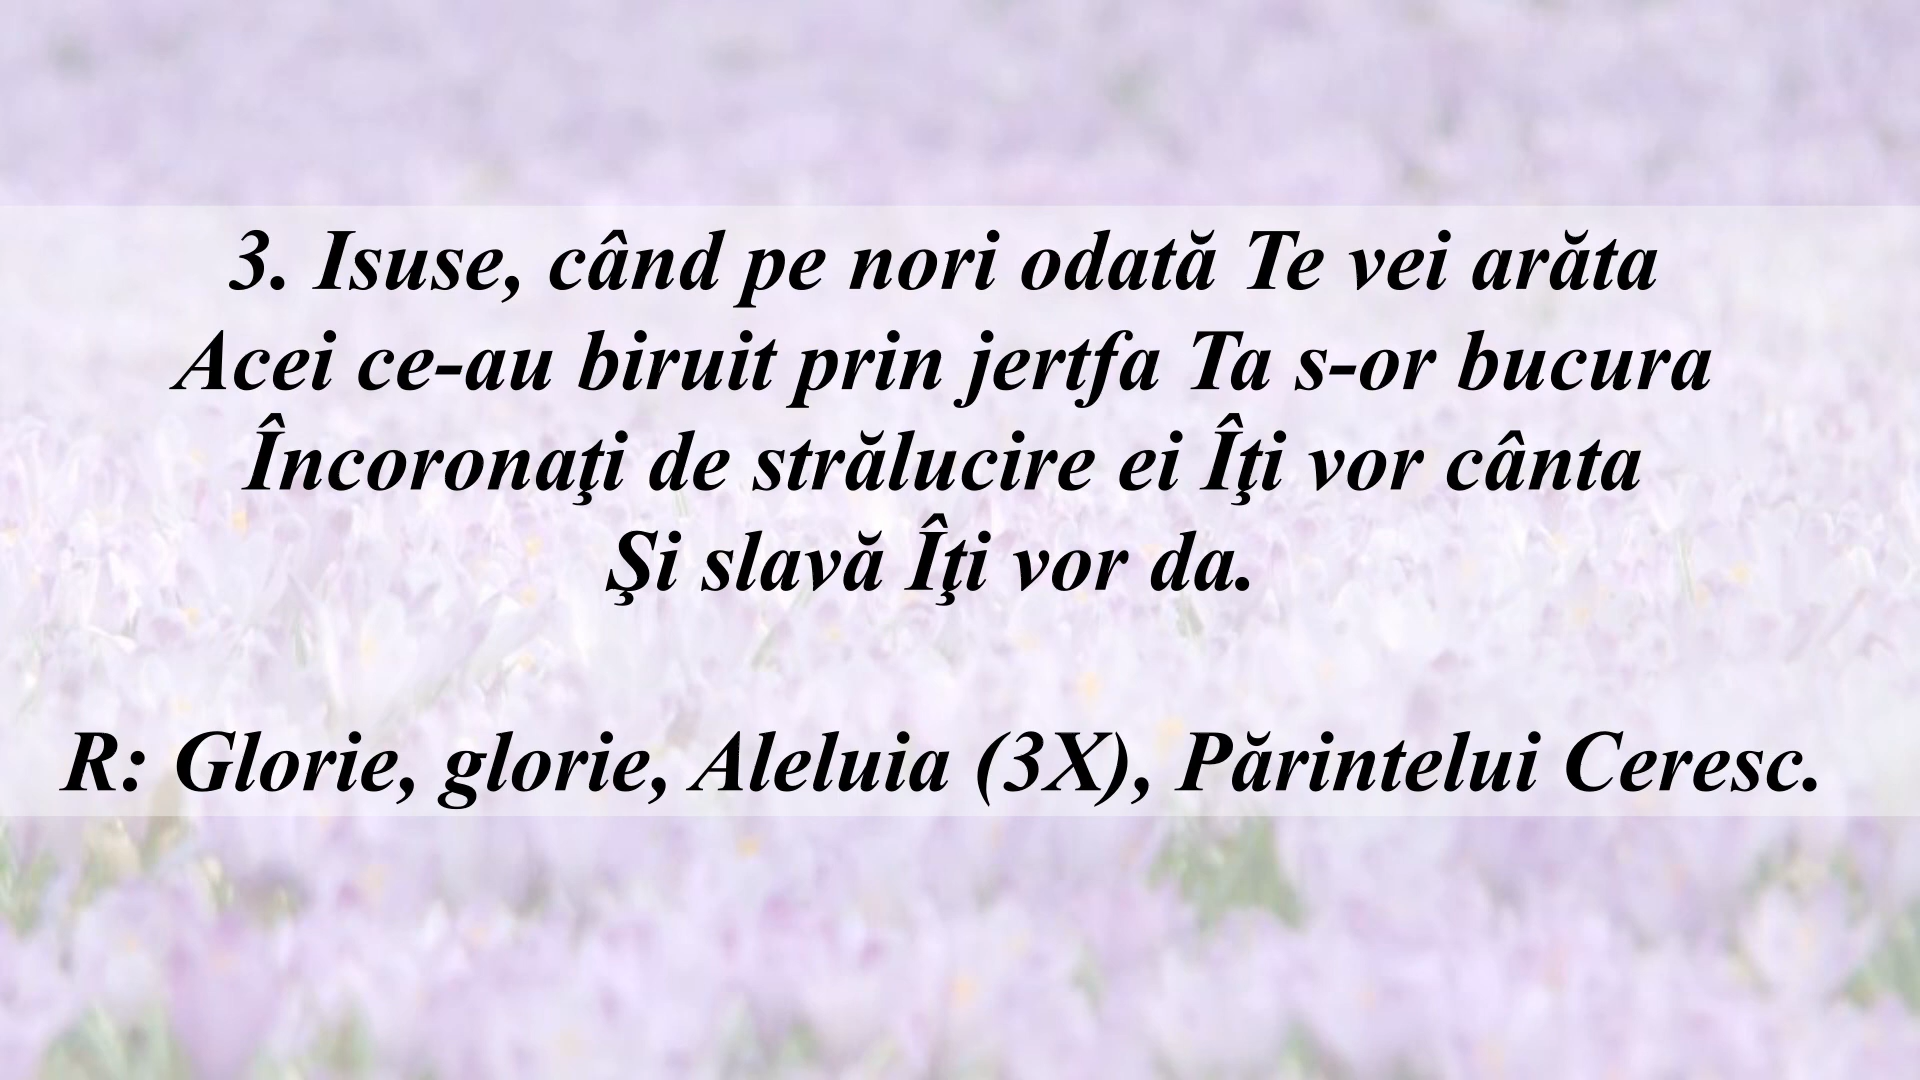 3. Isuse, când pe nori odată Te vei arăta
Acei ce-au biruit prin jertfa Ta s-or bucura
Încoronaţi de strălucire ei Îţi vor cânta
Şi slavă Îţi vor da.
R: Glorie, glorie, Aleluia (3X), Părintelui Ceresc.